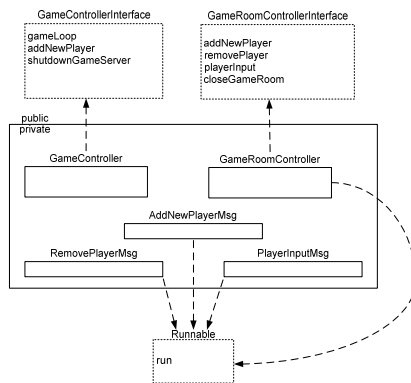 GameControllerInterface
gameLoop
addNewPlayer
shutdownGameServer
GameRoomControllerInterface
addNewPlayer
removePlayer
playerInput
closeGameRoom
public
private
GameController
GameRoomController
AddNewPlayerMsg
RemovePlayerMsg
PlayerInputMsg
Runnable
run